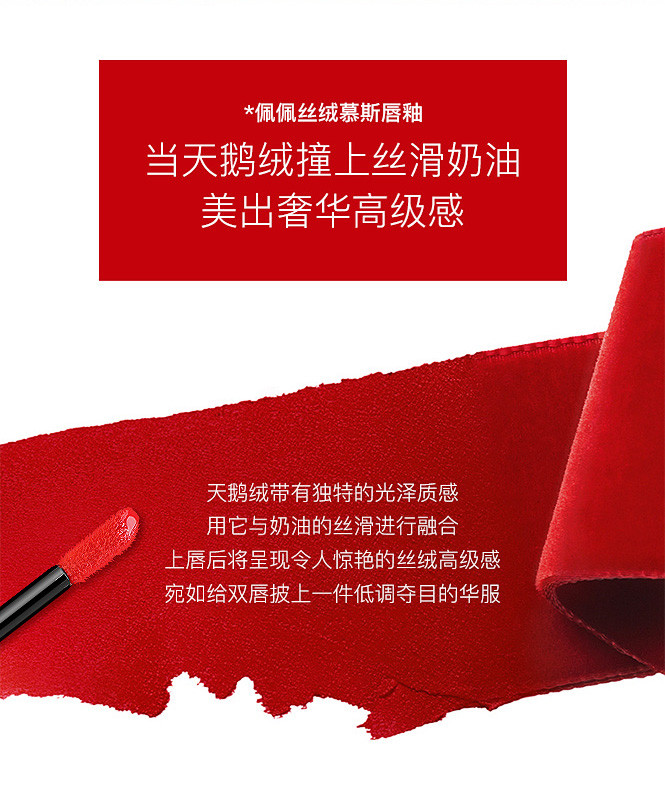 *佩佩丝绒慕斯唇釉
当天鹅绒撞上丝滑奶油
美出奢华高级感
天鹅绒带有独特的光泽质感
用它与奶油的丝滑进行融合
上唇后将呈现令人惊艳的丝绒高级感
宛如给双唇披上一件低调夺目的华服